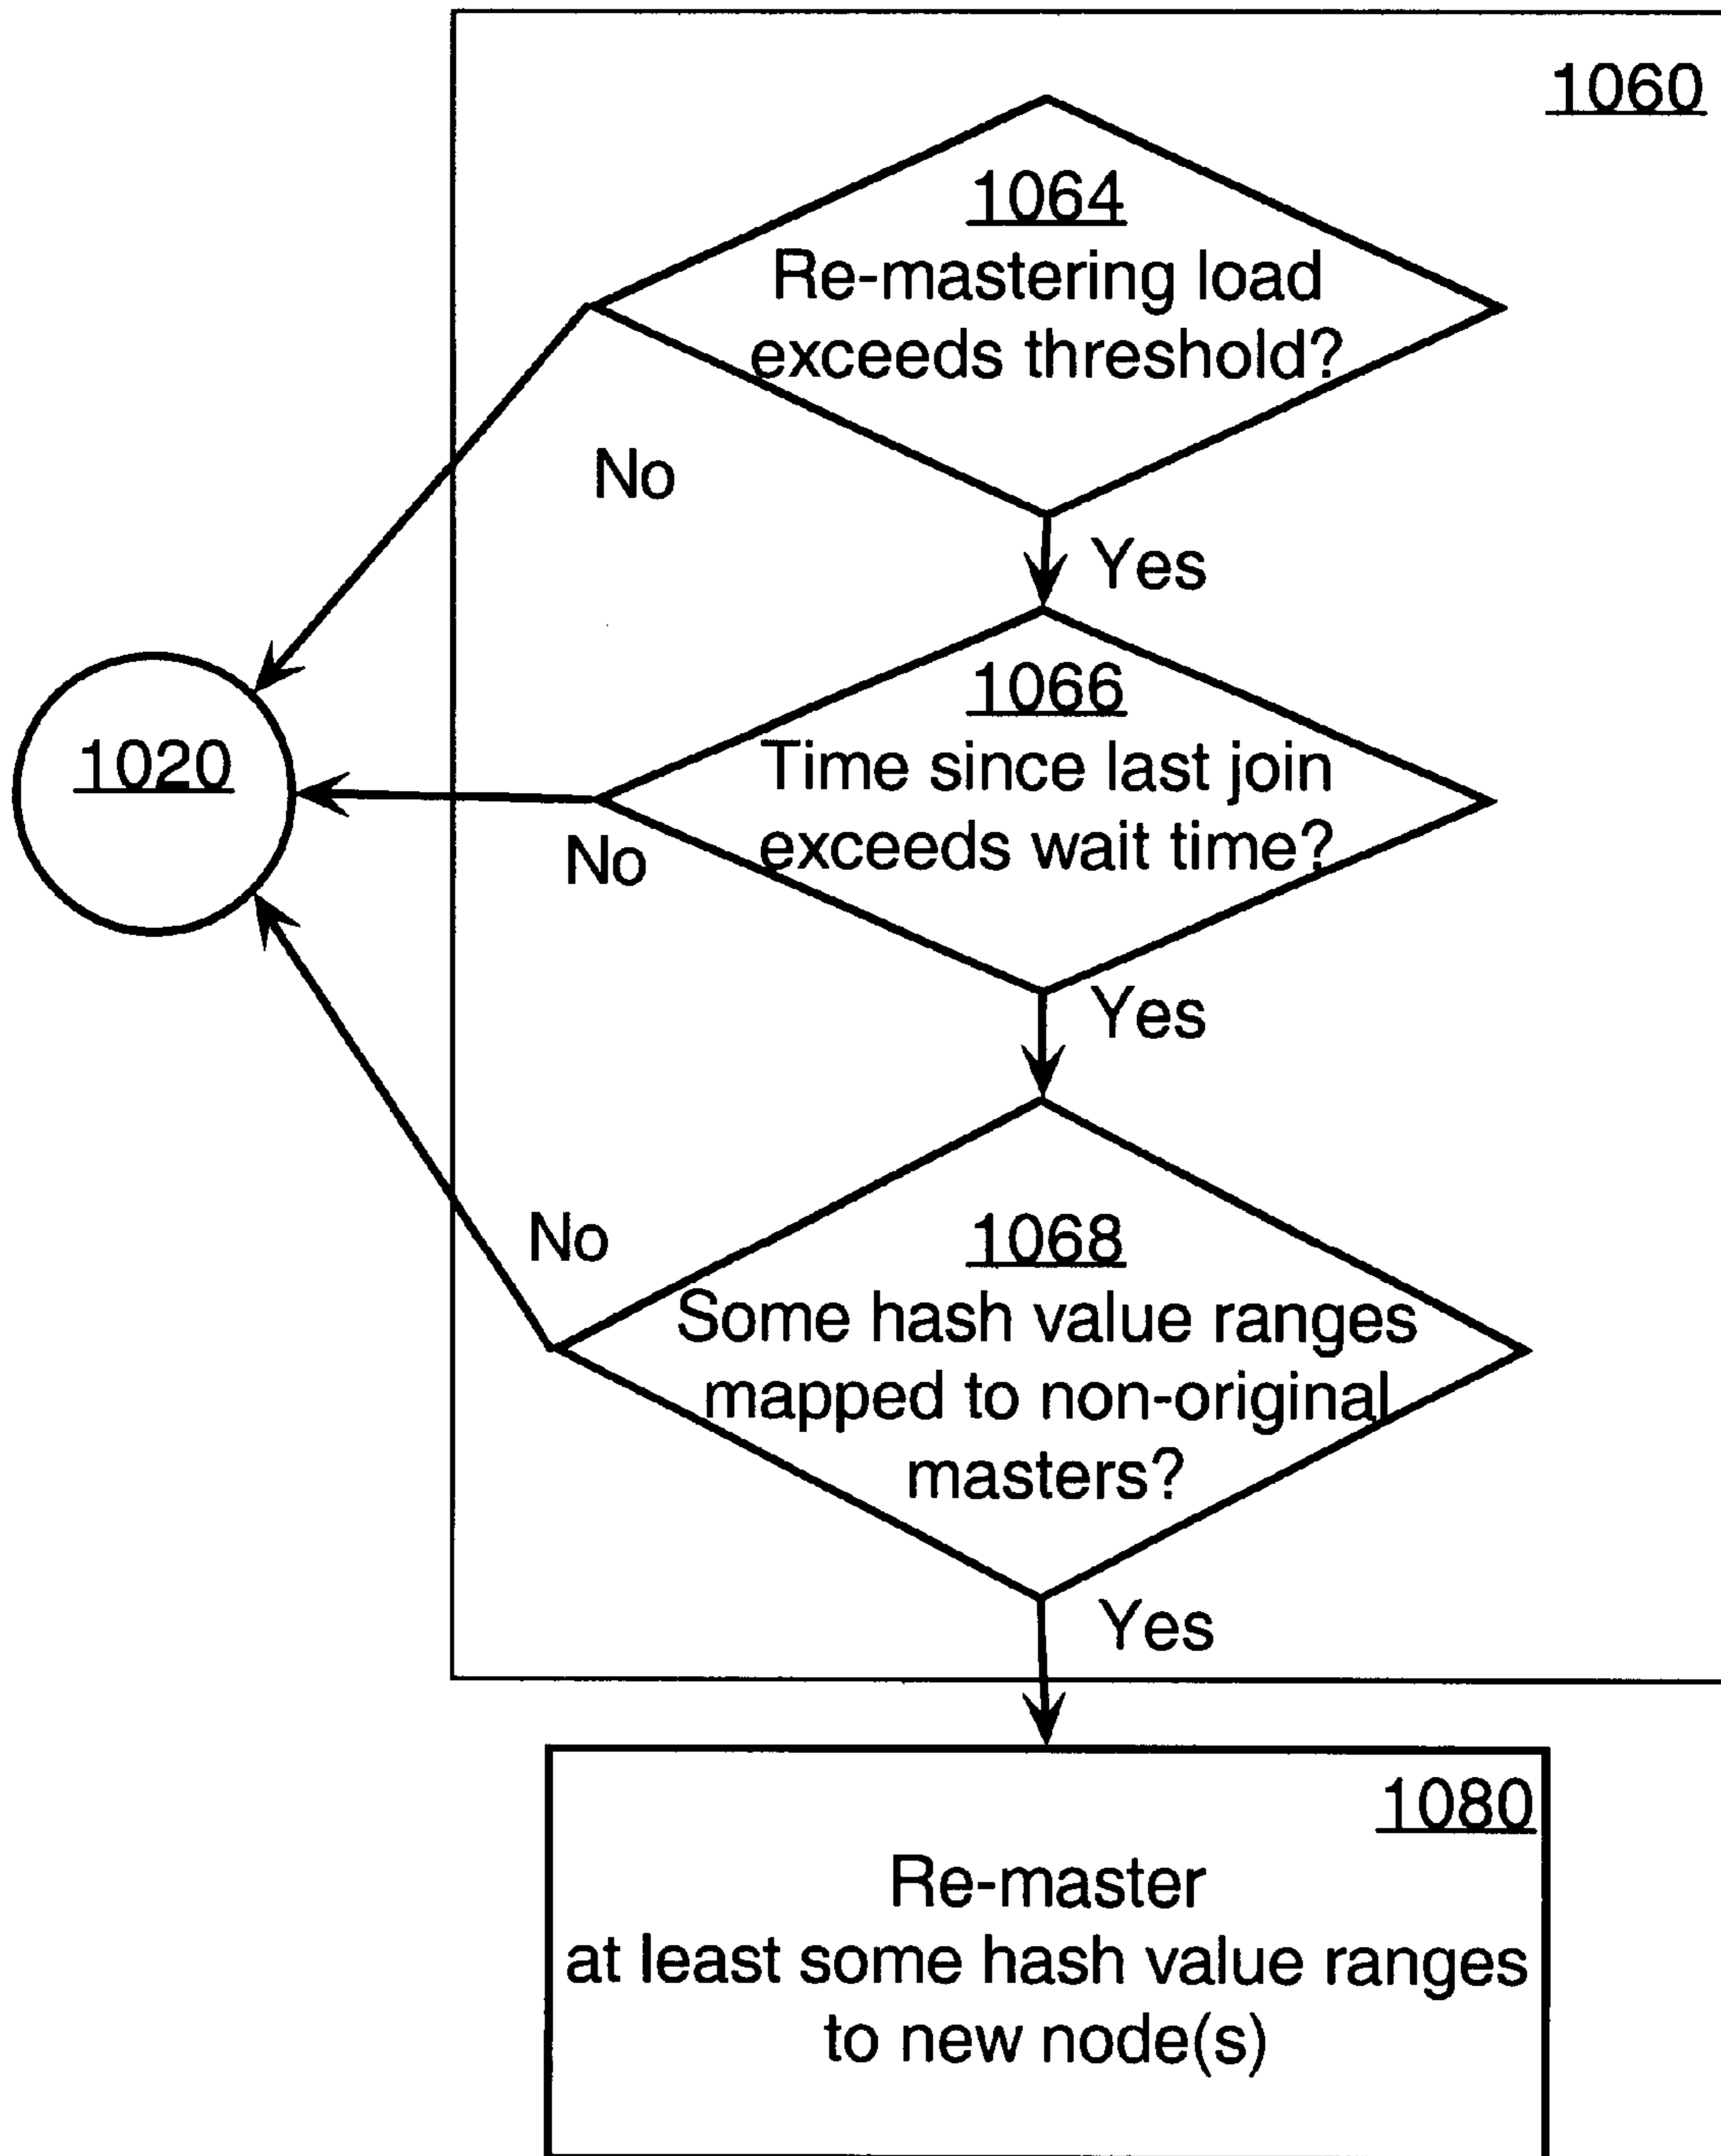 1060
1064
Re-mastering load
exceeds threshold?
No
Yes
1066
Time since last join
exceeds wait time?
1020
No
Yes
1068
Some hash value ranges
mapped to non-original
masters?
No
Yes
1080
Re-master
at least some hash value ranges
to new node(s)